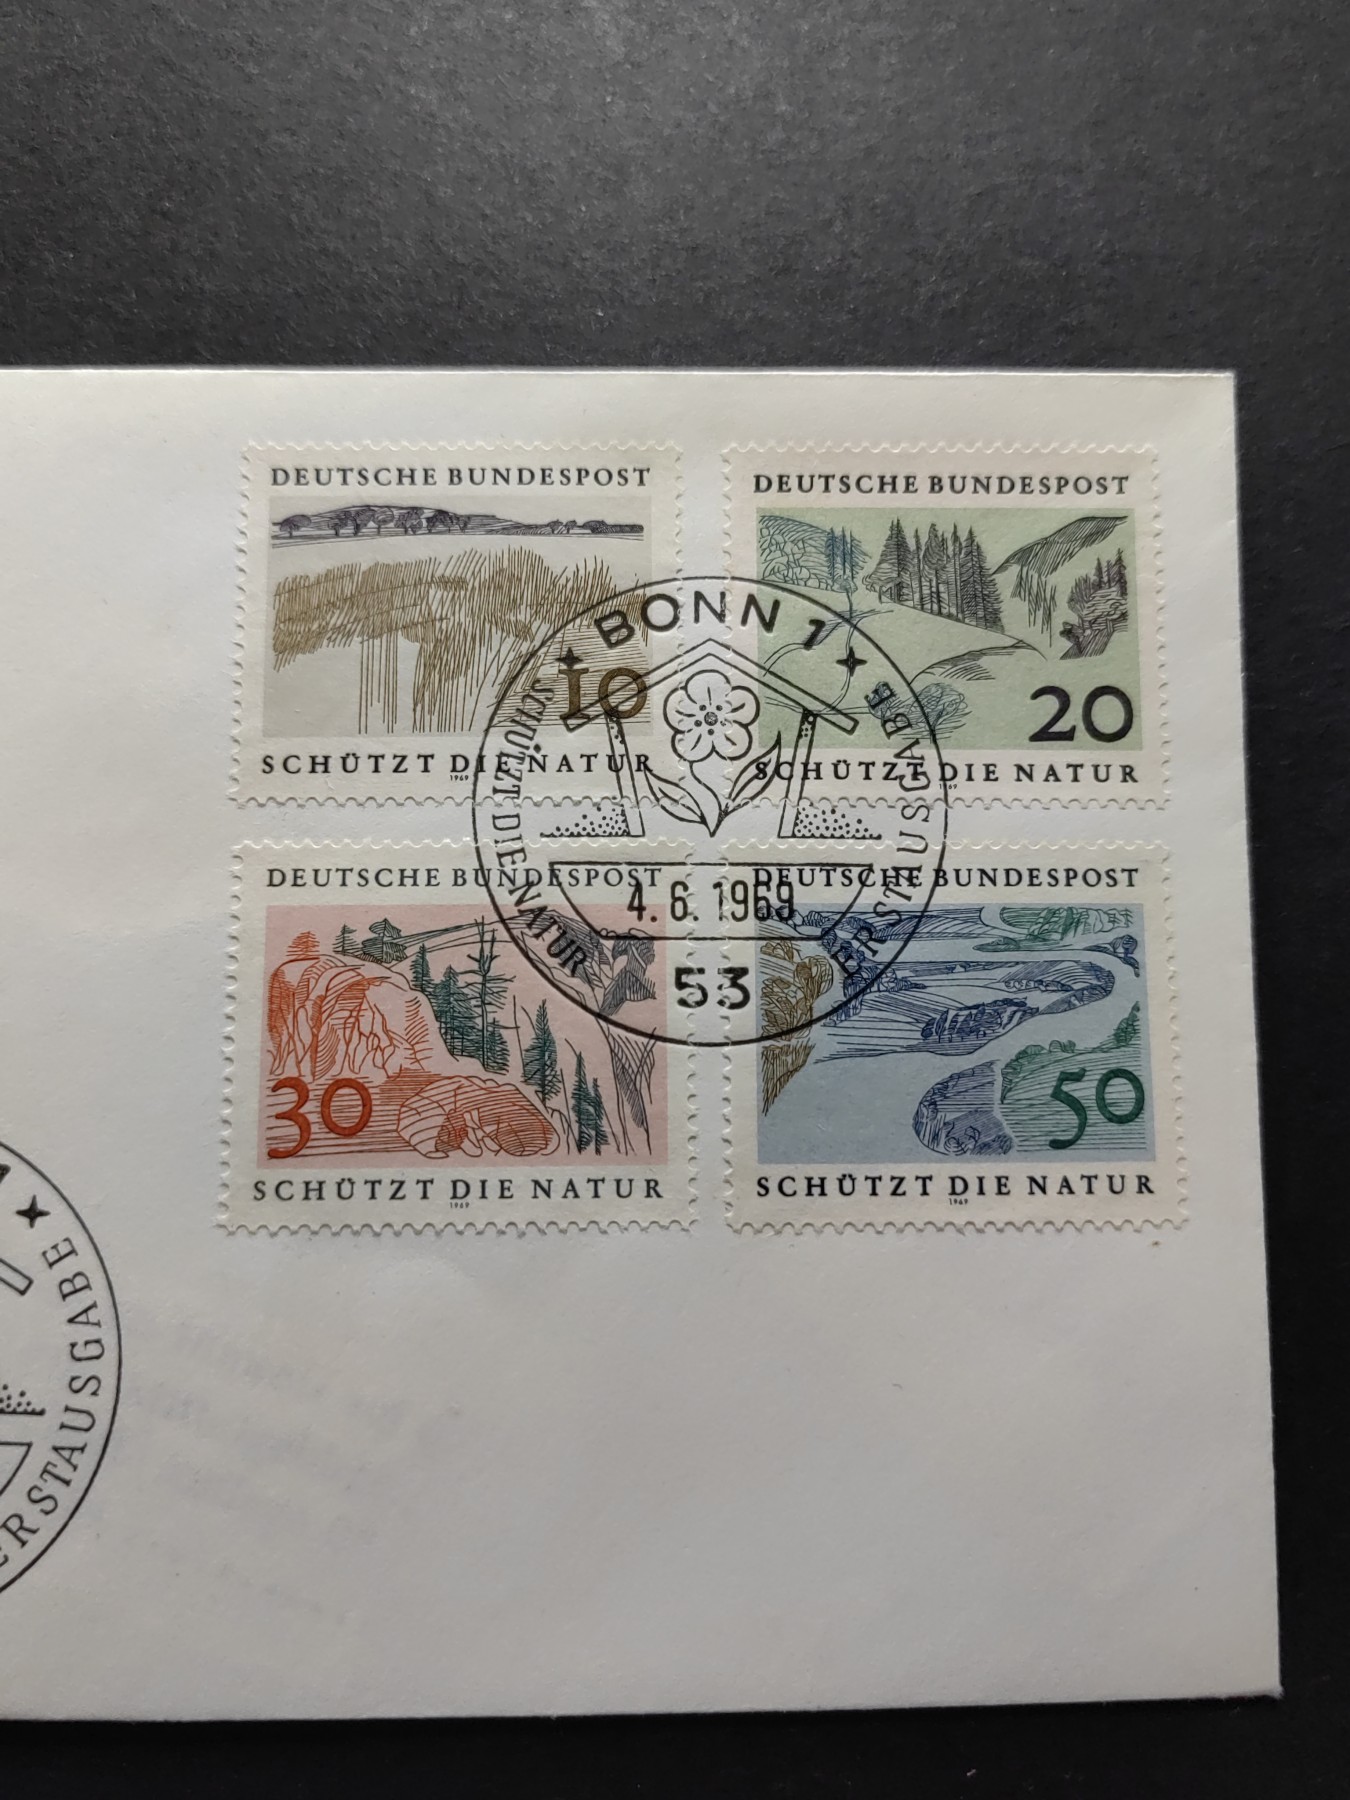 DEUTSCHE BUNDESPOST
10
SCHÜTZT DIE NATUR
1969
DEUTSCHE BUNDESPOST
20
SCHÜTZT DIE NATUR
1969
DEUTSCHE BUNDESPOST
30
SCHÜTZT DIE NATUR
1969
DEUTSCHE BUNDESPOST
50
SCHÜTZT DIE NATUR
1969
BONN 1
SCHÜTZT DIE NATUR
ERSTAUSGABE
4.6.1969
53
ERSTAUSGABE